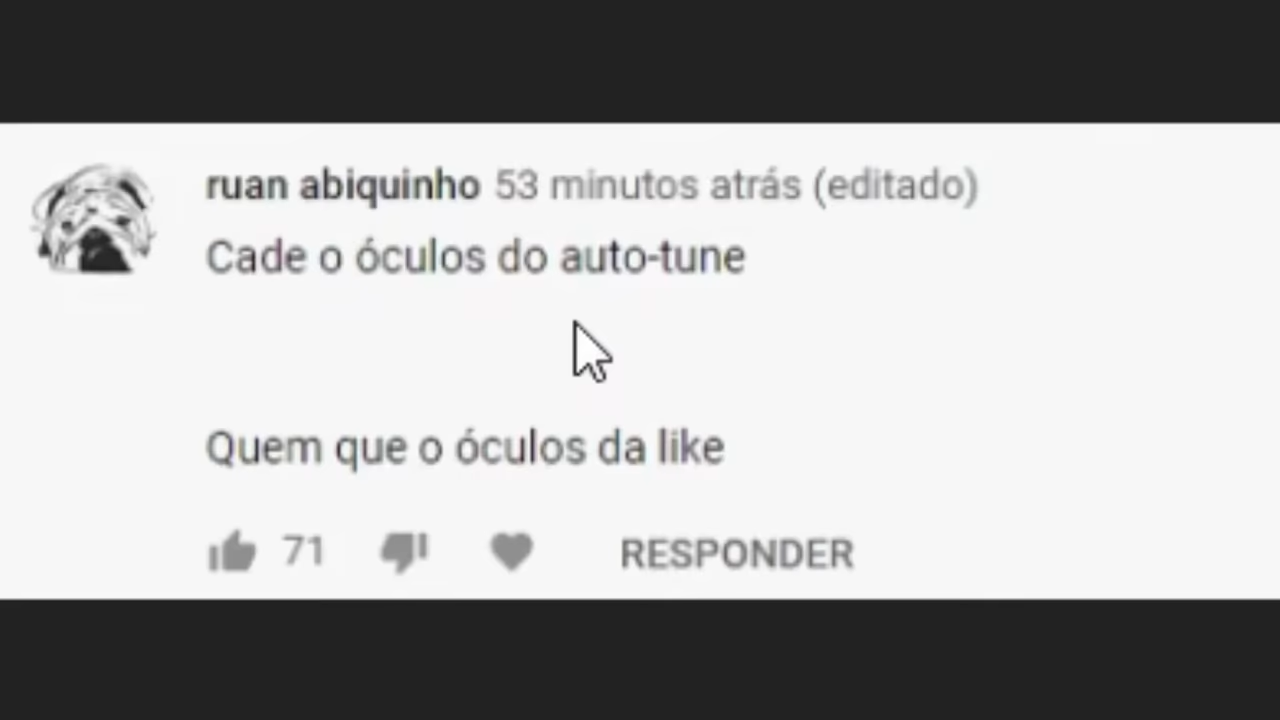 ruan abiquinho 53 minutos atrás (editado)
Cade o óculos do auto-tune
Quem que o óculos da like
71 RESPONDER